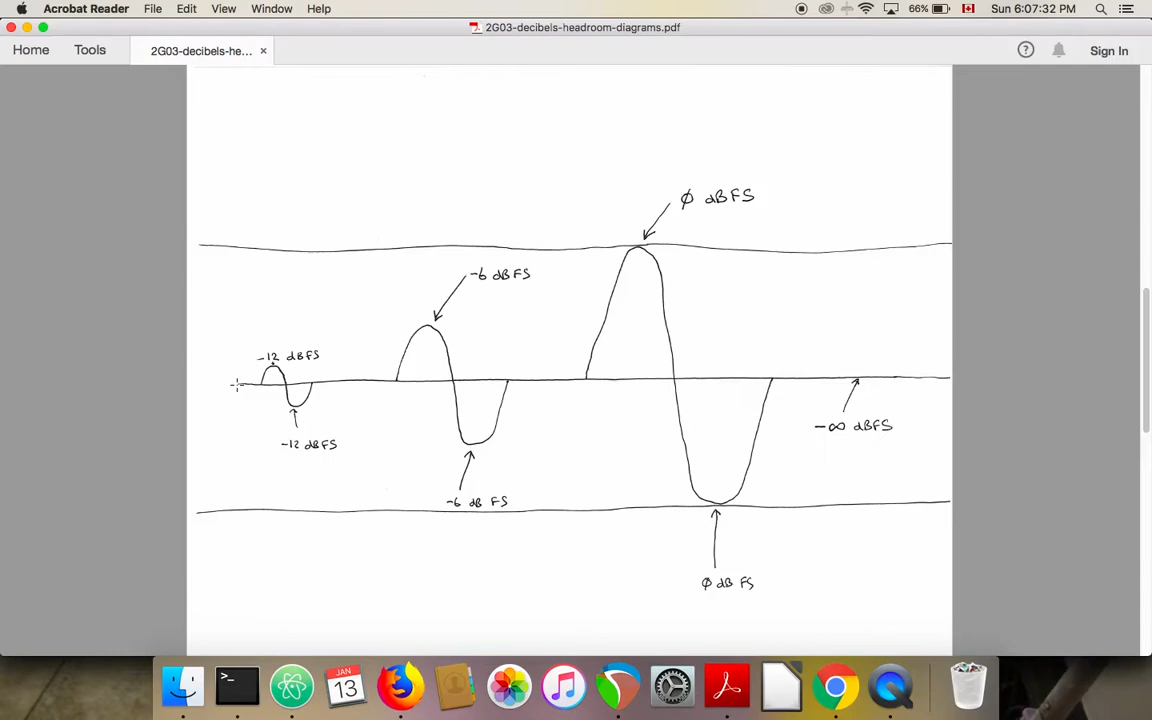 Acrobat Reader File Edit View Window Help 66% Sun 6:07:32 PM
2G03-decibels-headroom-diagrams.pdf
Home Tools 2G03-decibels-he... × Sign In
Ø dBFS
-6 dBFS
-12 dBFS
-∞ dBFS
-12 dBFS
-6 dB FS
Ø dB FS
JAN
13